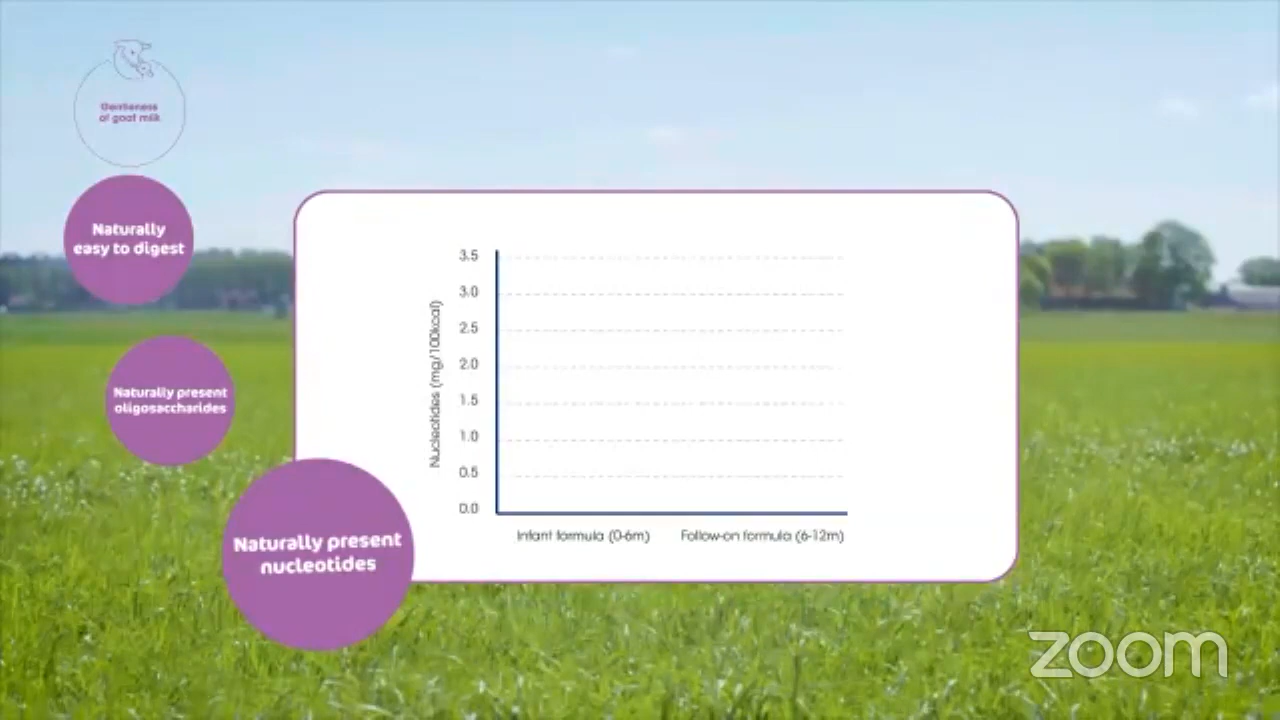 Gentleness
of goat milk
Naturally
easy to digest
Naturally present
oligosaccharides
Naturally present
nucleotides
Nucleotides (mg/100kcal)
3.5
3.0
2.5
2.0
1.5
1.0
0.5
0.0
Infant formula (0-6m)
Follow-on formula (6-12m)
zoom